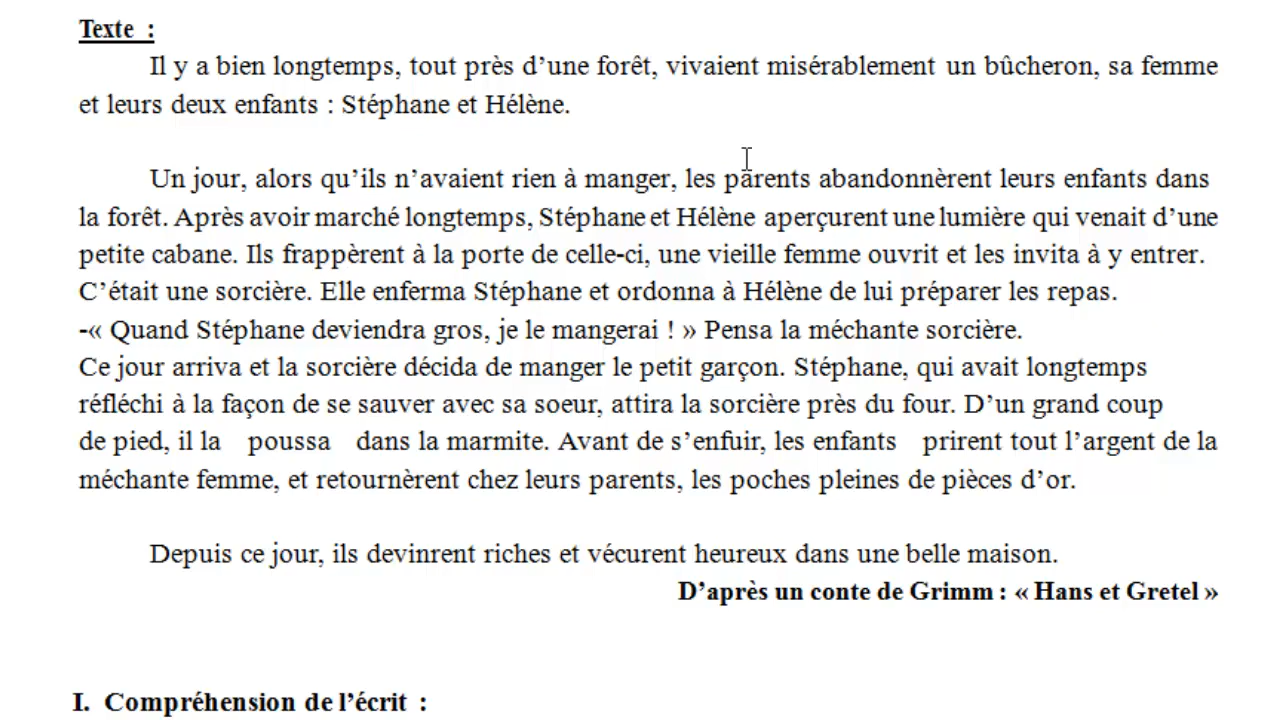 Texte :
Il y a bien longtemps, tout près d’une forêt, vivaient misérablement un bûcheron, sa femme
et leurs deux enfants : Stéphane et Hélène.
Un jour, alors qu’ils n’avaient rien à manger, les parents abandonnèrent leurs enfants dans
la forêt. Après avoir marché longtemps, Stéphane et Hélène aperçurent une lumière qui venait d’une
petite cabane. Ils frappèrent à la porte de celle-ci, une vieille femme ouvrit et les invita à y entrer.
C’était une sorcière. Elle enferma Stéphane et ordonna à Hélène de lui préparer les repas.
-« Quand Stéphane deviendra gros, je le mangerai ! » Pensa la méchante sorcière.
Ce jour arriva et la sorcière décida de manger le petit garçon. Stéphane, qui avait longtemps
réfléchi à la façon de se sauver avec sa soeur, attira la sorcière près du four. D’un grand coup
de pied, il la poussa dans la marmite. Avant de s’enfuir, les enfants prirent tout l’argent de la
méchante femme, et retournèrent chez leurs parents, les poches pleines de pièces d’or.
Depuis ce jour, ils devinrent riches et vécurent heureux dans une belle maison.
D’après un conte de Grimm : « Hans et Gretel »
I. Compréhension de l’écrit :